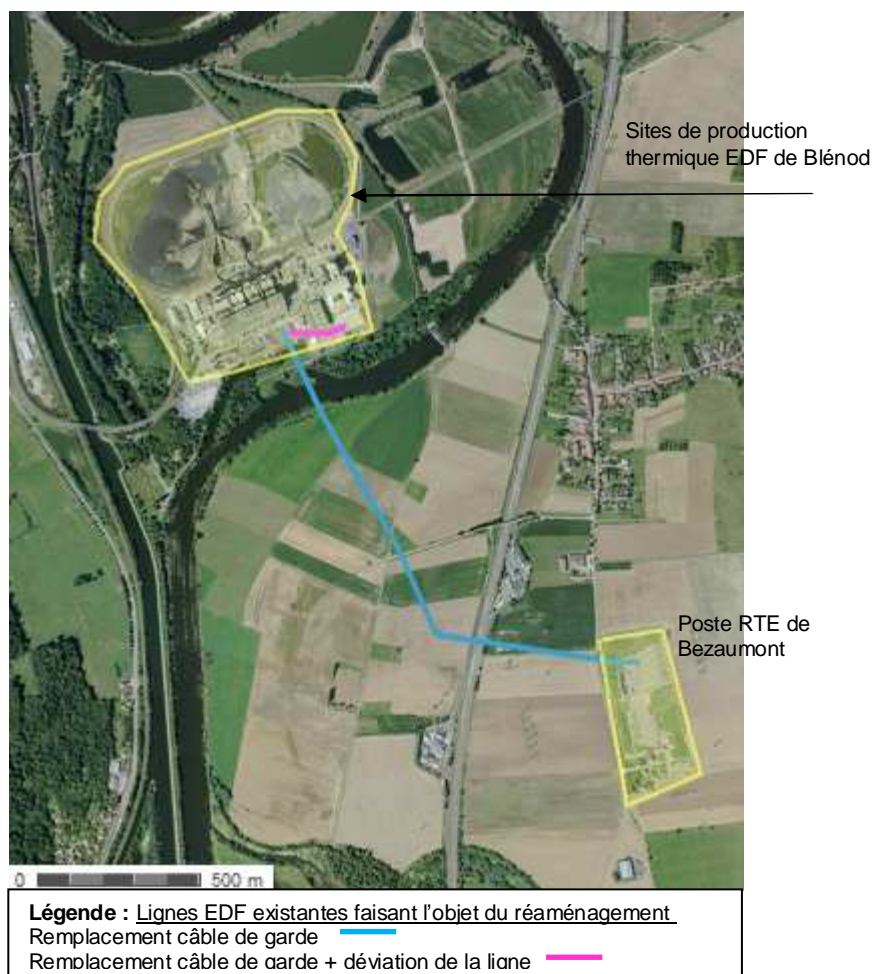 Sites de production
thermique EDF de Blénod
Poste RTE de
Bezaumont
0 500 m
Légende : Lignes EDF existantes faisant l'objet du réaménagement
Remplacement câble de garde
Remplacement câble de garde + déviation de la ligne